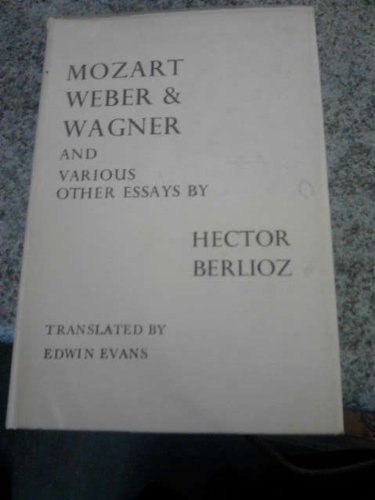 MOZART
WEBER &
WAGNER
AND
VARIOUS
OTHER ESSAYS BY
HECTOR
BERLIOZ
TRANSLATED BY
EDWIN EVANS